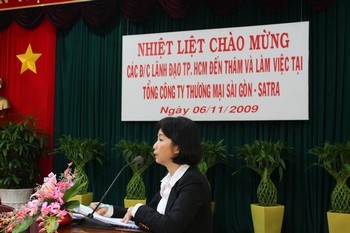 NHIỆT LIỆT CHÀO MỪNG
CÁC Đ/C LÃNH ĐẠO TP. HCM ĐẾN THĂM VÀ LÀM VIỆC TẠI
TỔNG CÔNG TY THƯƠNG MẠI SÀI GÒN - SATRA
Ngày 06/11/2009